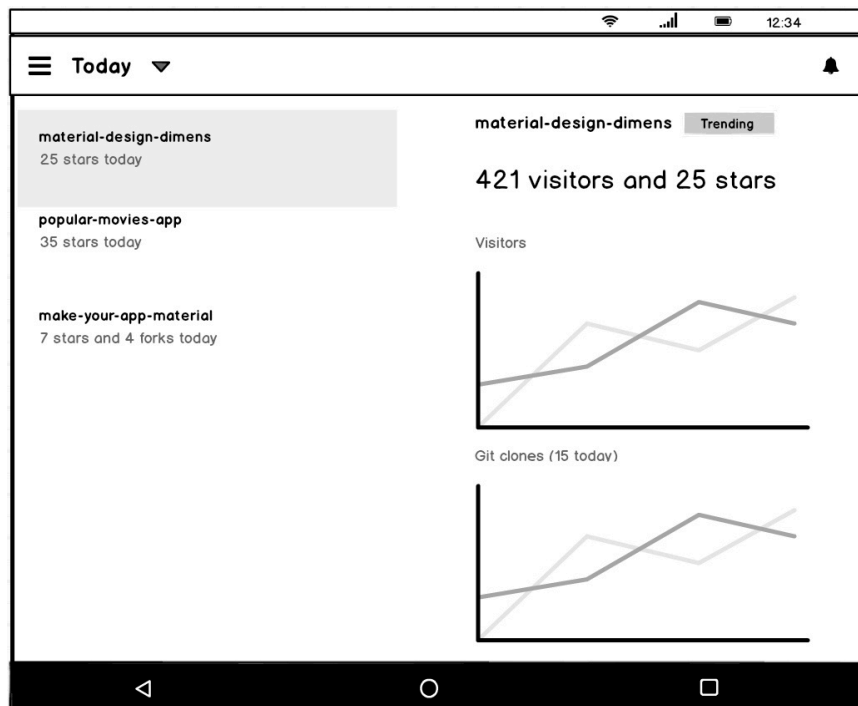 12:34
Today
material-design-dimens
25 stars today
popular-movies-app
35 stars today
make-your-app-material
7 stars and 4 forks today
material-design-dimens Trending
421 visitors and 25 stars
Visitors
Git clones (15 today)